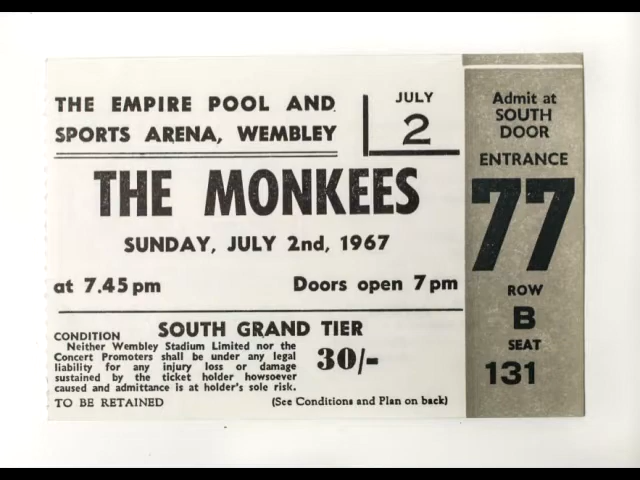 THE EMPIRE POOL AND
SPORTS ARENA, WEMBLEY
JULY
2
THE MONKEES
SUNDAY, JULY 2nd, 1967
at 7.45 pm
Doors open 7 pm
SOUTH GRAND TIER
CONDITION
Neither Wembley Stadium Limited nor the
Concert Promoters shall be under any legal
liability for any injury loss or damage
sustained by the ticket holder howsoever
caused and admittance is at holder's sole risk.
30/-
TO BE RETAINED
(See Conditions and Plan on back)
Admit at
SOUTH
DOOR
ENTRANCE
77
ROW
B
SEAT
131